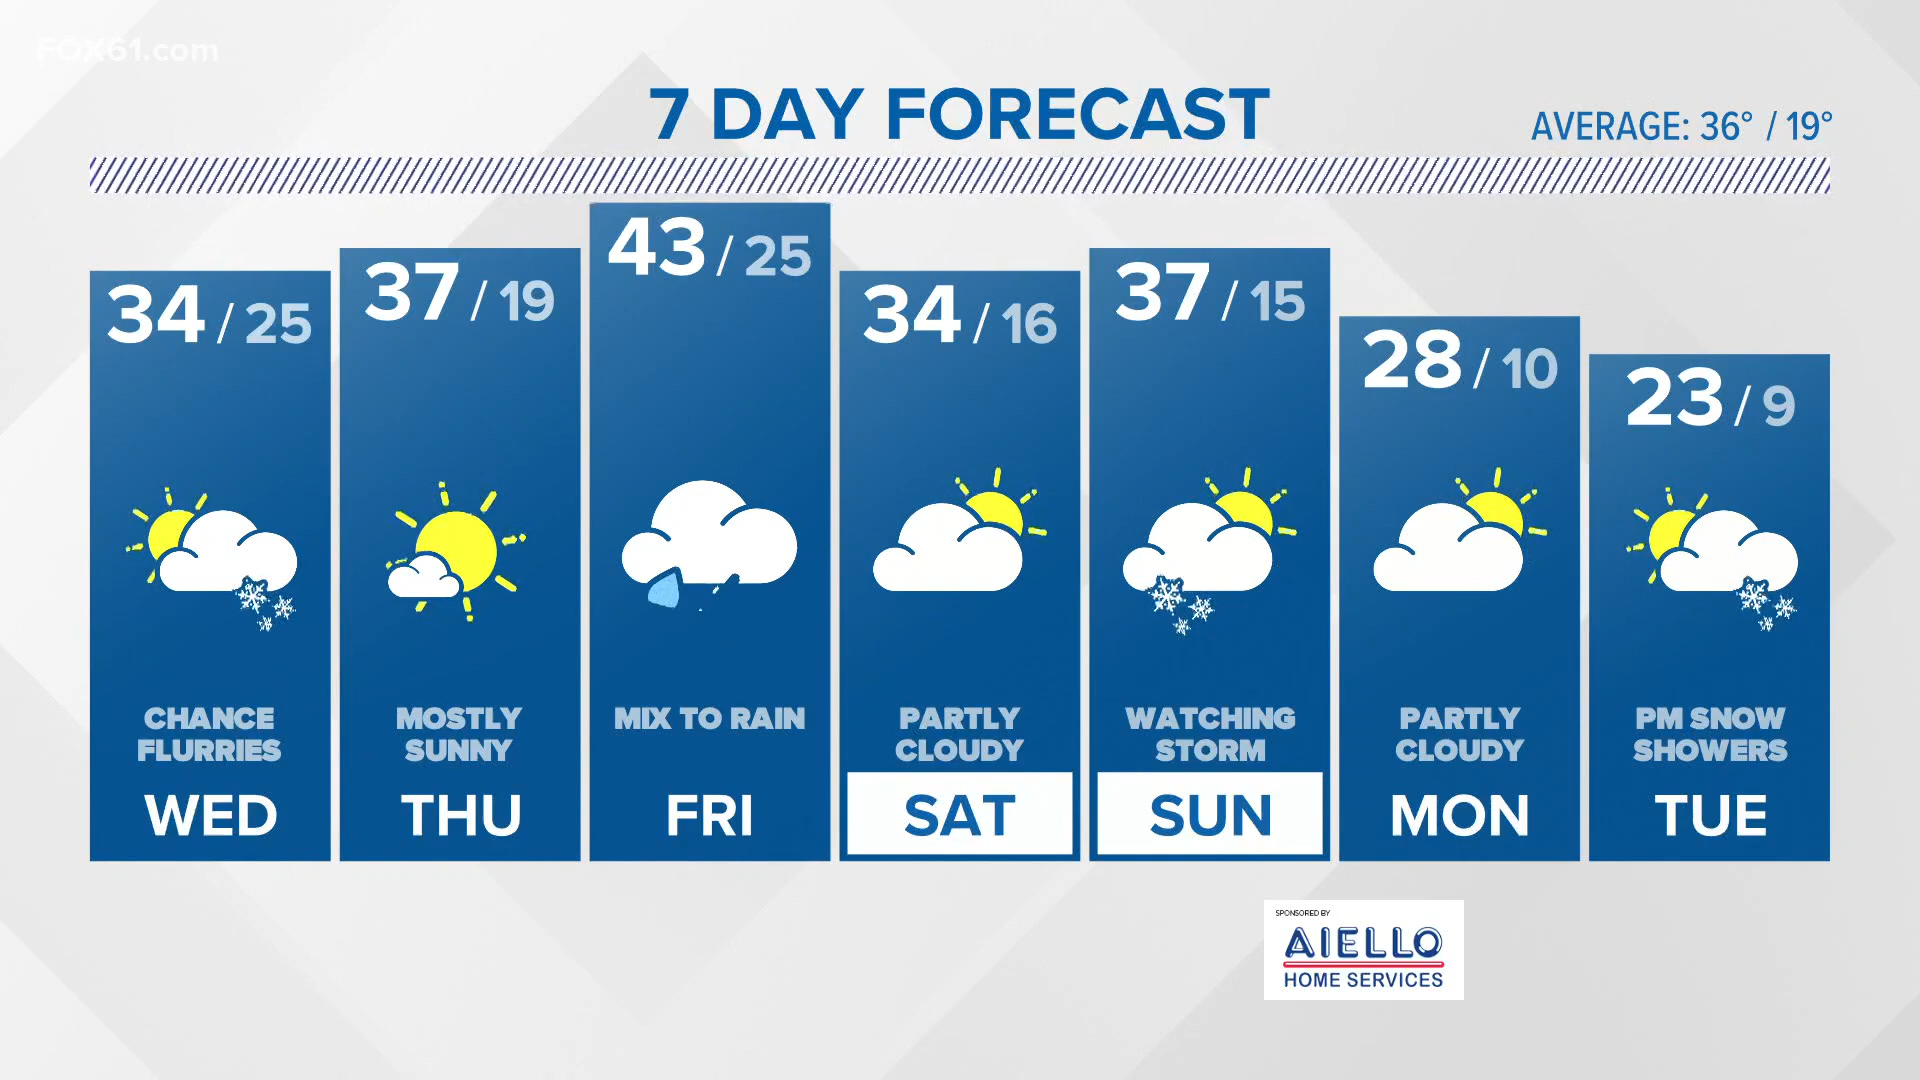 FOX61.com
7 DAY FORECAST
AVERAGE: 36° / 19°
34 / 25
CHANCE
FLURRIES
WED
37 / 19
MOSTLY
SUNNY
THU
43 / 25
MIX TO RAIN
FRI
34 / 16
PARTLY
CLOUDY
SAT
37 / 15
WATCHING
STORM
SUN
28 / 10
PARTLY
CLOUDY
MON
23 / 9
PM SNOW
SHOWERS
TUE
SPONSORED BY
AIELLO
HOME SERVICES